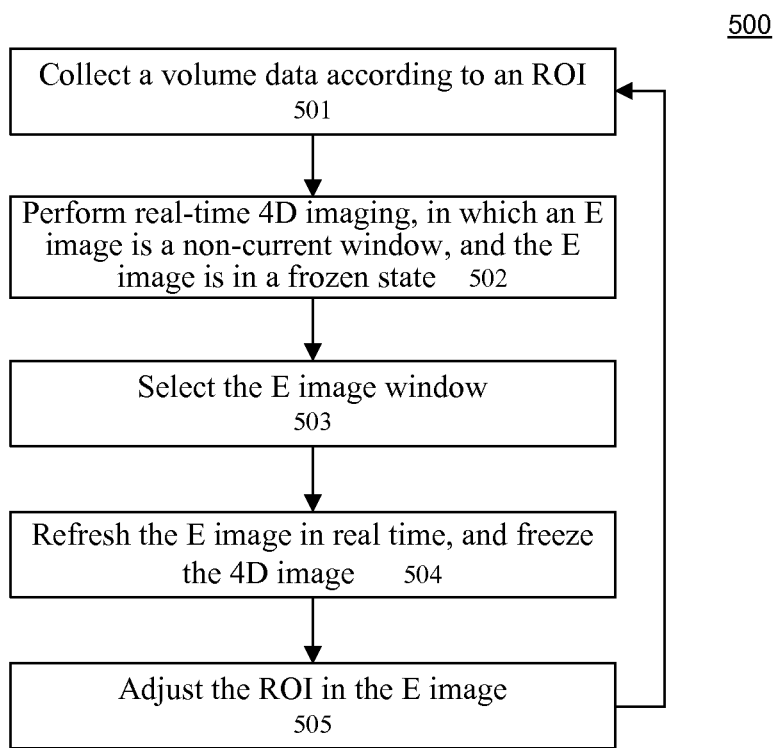 500
Collect a volume data according to an ROI
501
Perform real-time 4D imaging, in which an E
image is a non-current window, and the E
image is in a frozen state 502
Select the E image window
503
Refresh the E image in real time, and freeze
the 4D image 504
Adjust the ROI in the E image
505